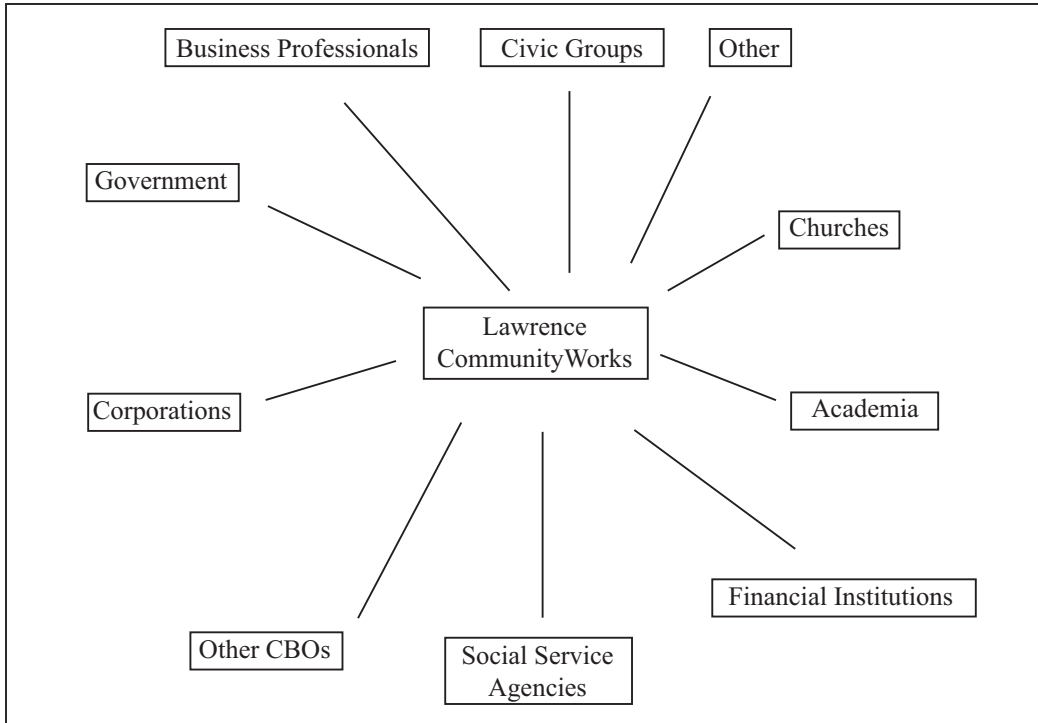 Business Professionals
Civic Groups
Other
Government
Churches
Lawrence
CommunityWorks
Corporations
Academia
Financial Institutions
Other CBOs
Social Service
Agencies